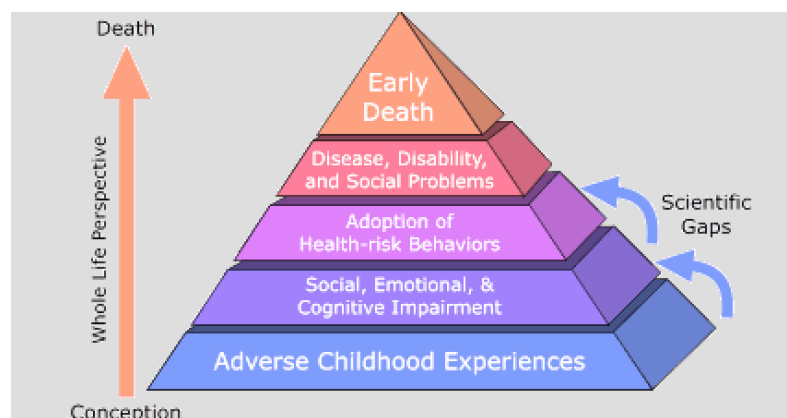 Death
Whole Life Perspective
Conception
Early
Death
Disease, Disability,
and Social Problems
Adoption of
Health-risk Behaviors
Social, Emotional, &
Cognitive Impairment
Adverse Childhood Experiences
Scientific
Gaps